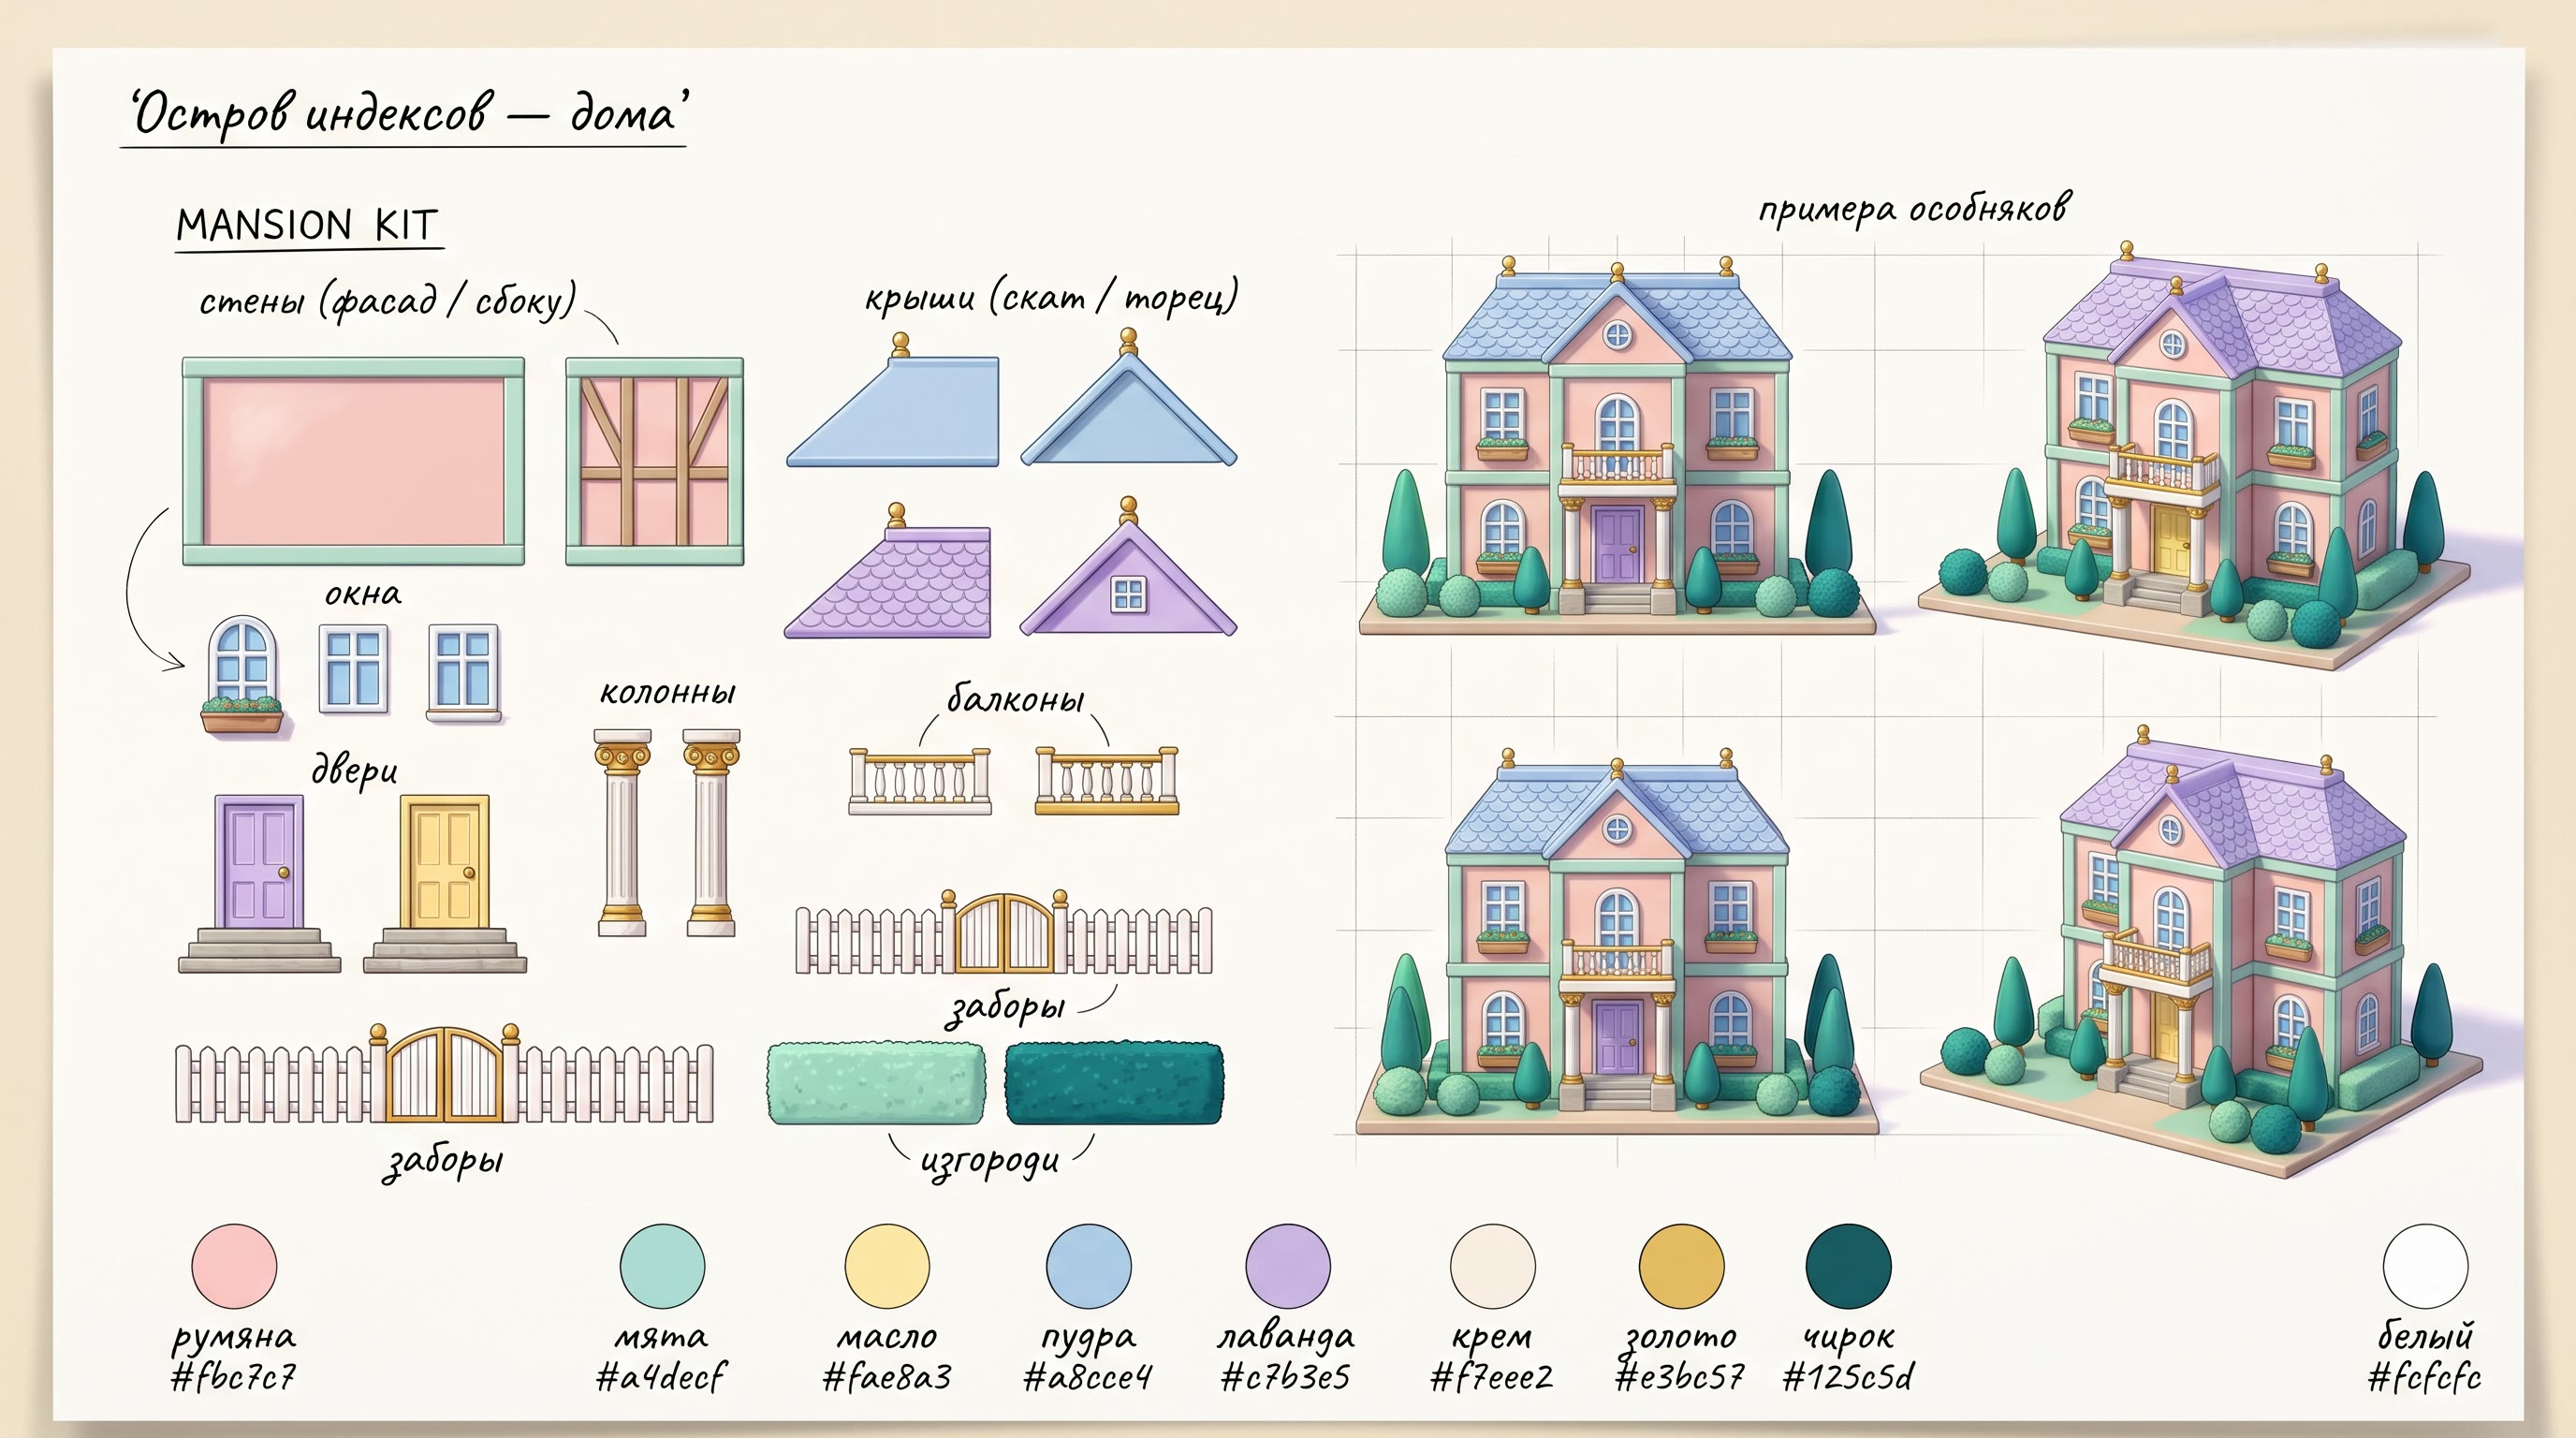 ‘Остров индексов — дома’
MANSION KIT
стены (фасад / сбоку)
крыши (скат / торец)
примера особняков
окна
колонны
балконы
двери
заборы
заборы
изгороди
румяна
#fbc7c7
мята
#a4decf
масло
#fae8a3
пудра
#a8cce4
лаванда
#c7b3e5
крем
#f7eee2
золото
#e3bc57
чирок
#125c5d
белый
#fcfcfc